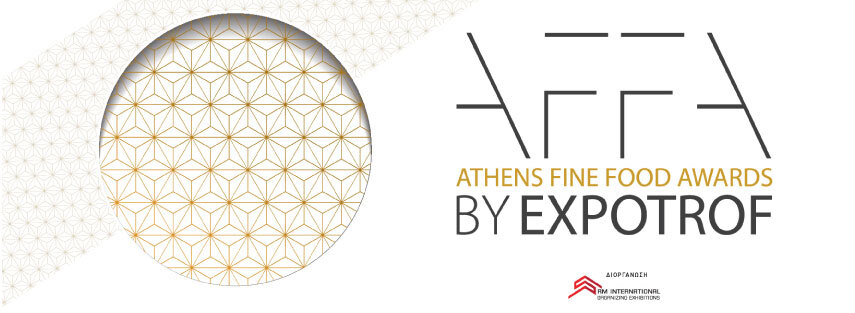 AFFA
ATHENS FINE FOOD AWARDS
BY EXPOTROF
ΔΙΟΡΓΑΝΩΣΗ
RM INTERNATIONAL
ORGANIZING EXHIBITIONS